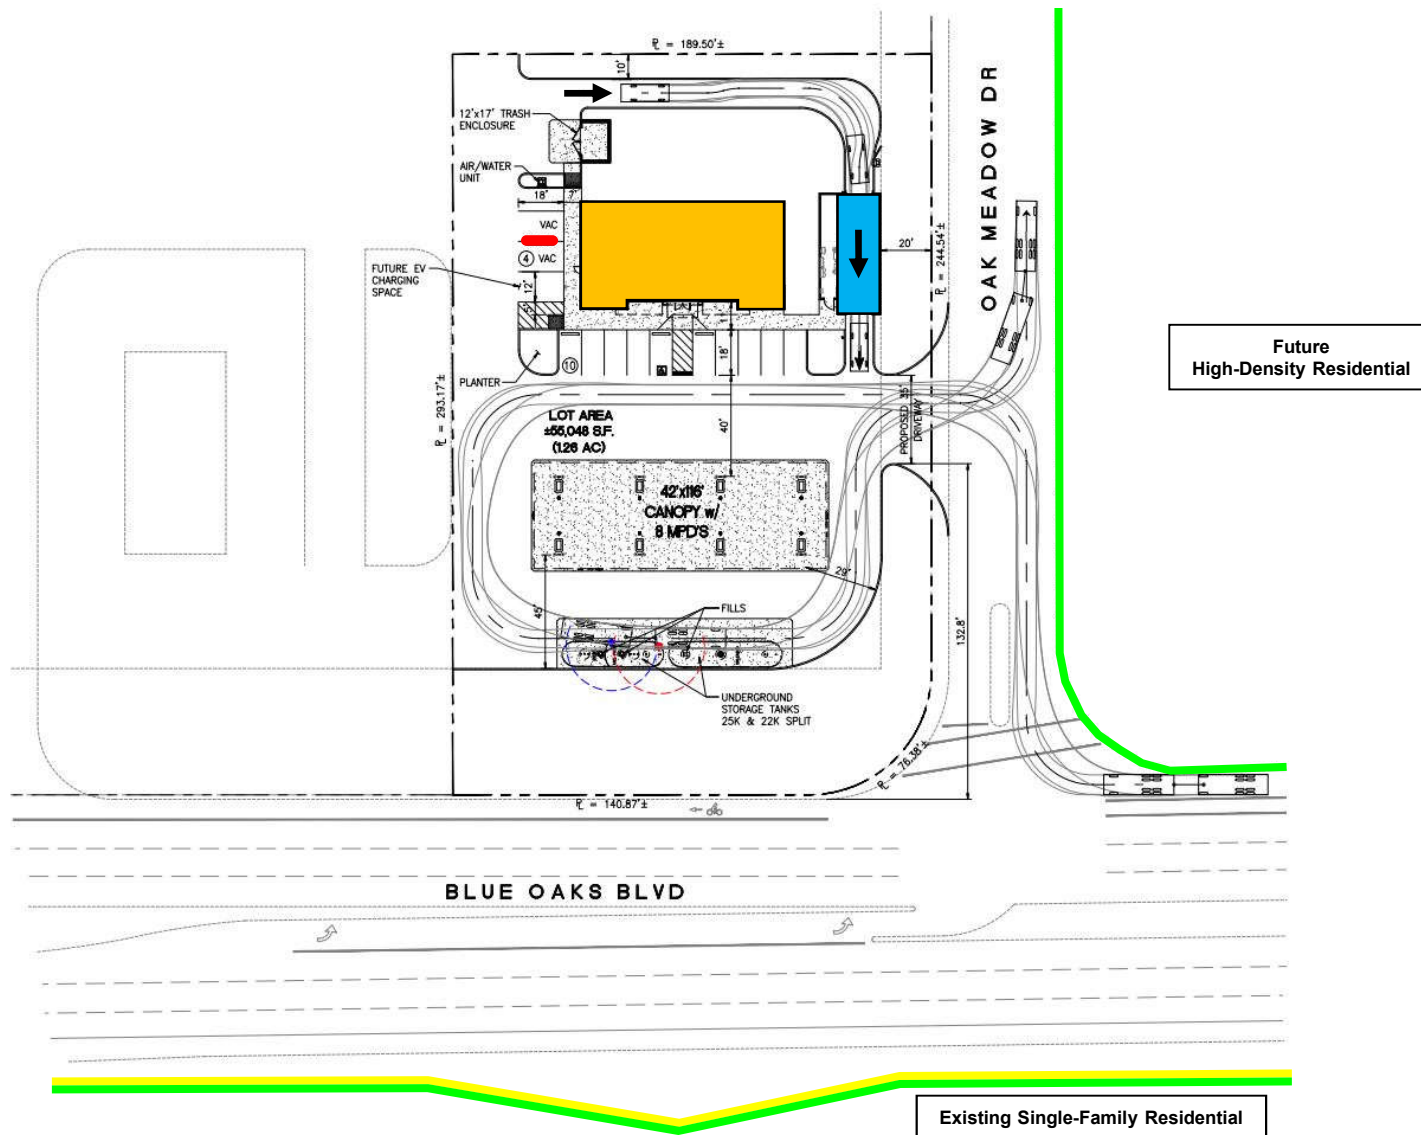 ℄ = 189.50'±
10'
12'x17' TRASH
ENCLOSURE
AIR/WATER
UNIT
18'
7'
VAC
④ VAC
FUTURE EV
CHARGING
SPACE
12'
5'
PLANTER
⑩
18'
20'
℄ = 244.54'±
OAK MEADOW DR
Future
High-Density Residential
℄ = 293.17'±
LOT AREA
±55,048 S.F.
(1.26 AC)
40'
PROPOSED 35'
DRIVEWAY
42'x116'
CANOPY w/
8 MPD'S
29'
45'
FILLS
132.8'
UNDERGROUND
STORAGE TANKS
25K & 22K SPLIT
℄ = 76.38'±
℄ = 140.87'±
BLUE OAKS BLVD
Existing Single-Family Residential